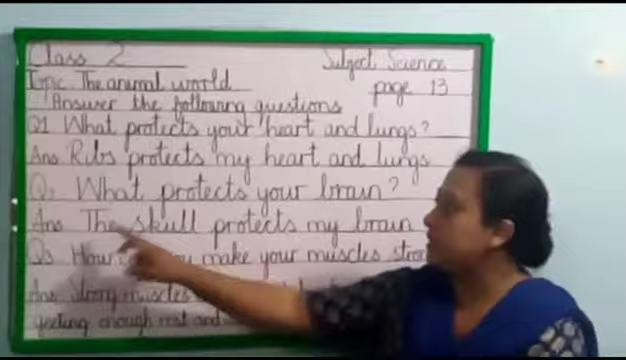 Class 2 Subject Science
Topic The animal world page 13
Answer the following questions
Q1 What protects your heart and lungs?
Ans Ribs protects my heart and lungs
Q2 What protects your brain?
Ans The skull protects my brain
Q3 How you make your muscles
Ans Strong muscles
getting enough rest and